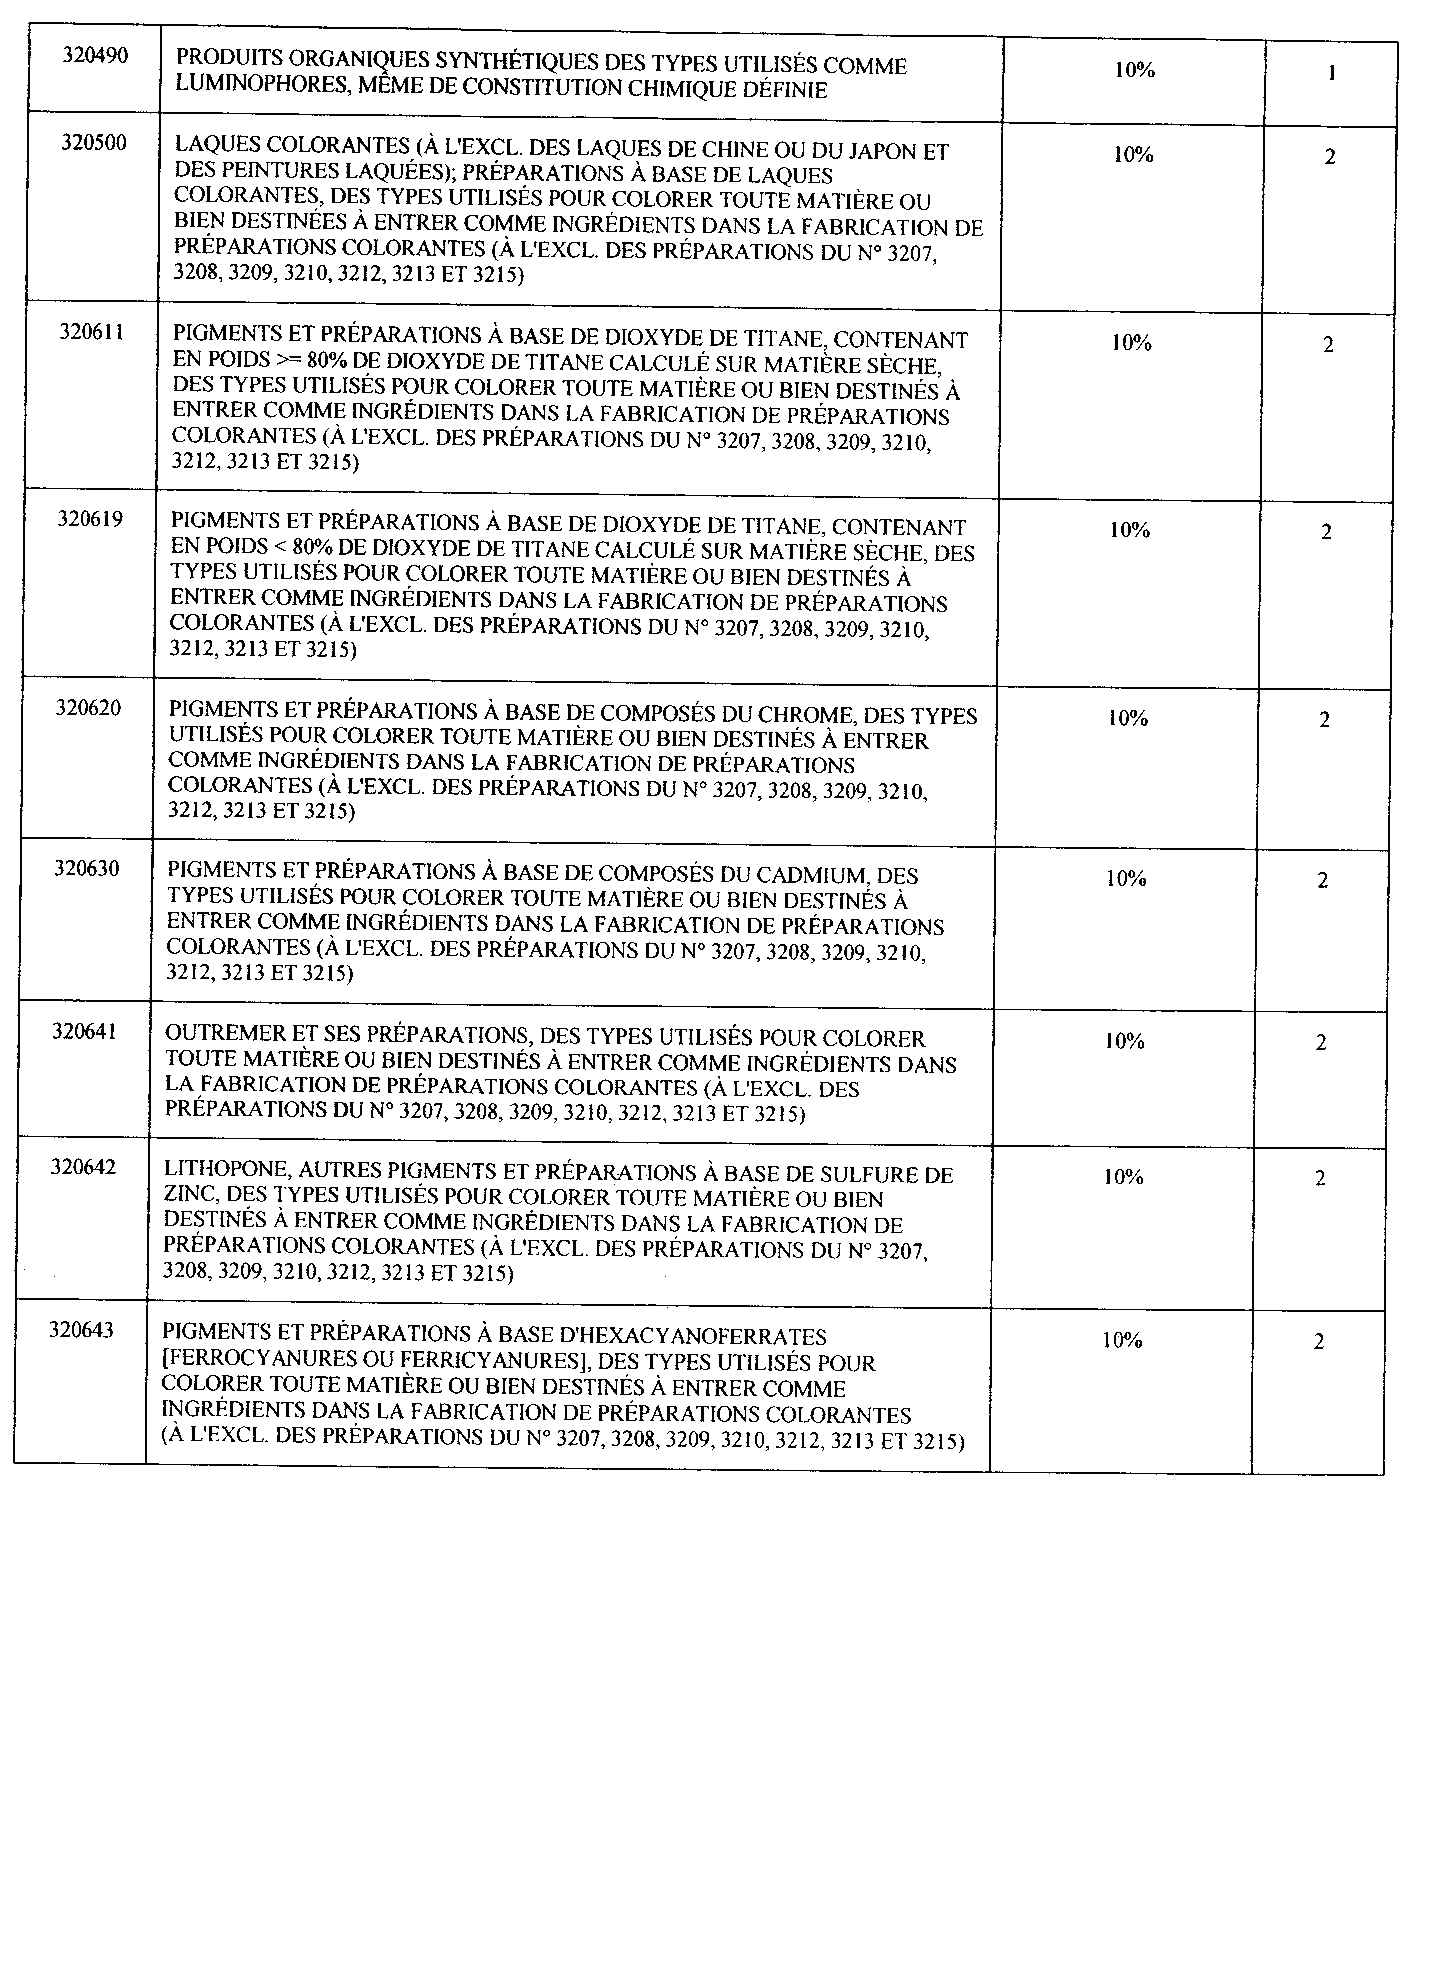 320490 PRODUITS ORGANIQUES SYNTHÉTIQUES DES TYPES UTILISÉS COMME 10% 1
LUMINOPHORES, MÊME DE CONSTITUTION CHIMIQUE DÉFINIE
320500 LAQUES COLORANTES (À L'EXCL. DES LAQUES DE CHINE OU DU JAPON ET 10% 2
DES PEINTURES LAQUÉES); PRÉPARATIONS À BASE DE LAQUES
COLORANTES, DES TYPES UTILISÉS POUR COLORER TOUTE MATIÈRE OU
BIEN DESTINÉES À ENTRER COMME INGRÉDIENTS DANS LA FABRICATION DE
PRÉPARATIONS COLORANTES (À L'EXCL. DES PRÉPARATIONS DU N° 3207,
3208, 3209, 3210, 3212, 3213 ET 3215)
320611 PIGMENTS ET PRÉPARATIONS À BASE DE DIOXYDE DE TITANE, CONTENANT 10% 2
EN POIDS >= 80% DE DIOXYDE DE TITANE CALCULÉ SUR MATIÈRE SÈCHE,
DES TYPES UTILISÉS POUR COLORER TOUTE MATIÈRE OU BIEN DESTINÉS À
ENTRER COMME INGRÉDIENTS DANS LA FABRICATION DE PRÉPARATIONS
COLORANTES (À L'EXCL. DES PRÉPARATIONS DU N° 3207, 3208, 3209, 3210,
3212, 3213 ET 3215)
320619 PIGMENTS ET PRÉPARATIONS À BASE DE DIOXYDE DE TITANE, CONTENANT 10% 2
EN POIDS < 80% DE DIOXYDE DE TITANE CALCULÉ SUR MATIÈRE SÈCHE, DES
TYPES UTILISÉS POUR COLORER TOUTE MATIÈRE OU BIEN DESTINÉS À
ENTRER COMME INGRÉDIENTS DANS LA FABRICATION DE PRÉPARATIONS
COLORANTES (À L'EXCL. DES PRÉPARATIONS DU N° 3207, 3208, 3209, 3210,
3212, 3213 ET 3215)
320620 PIGMENTS ET PRÉPARATIONS À BASE DE COMPOSÉS DU CHROME, DES TYPES 10% 2
UTILISÉS POUR COLORER TOUTE MATIÈRE OU BIEN DESTINÉS À ENTRER
COMME INGRÉDIENTS DANS LA FABRICATION DE PRÉPARATIONS
COLORANTES (À L'EXCL. DES PRÉPARATIONS DU N° 3207, 3208, 3209, 3210,
3212, 3213 ET 3215)
320630 PIGMENTS ET PRÉPARATIONS À BASE DE COMPOSÉS DU CADMIUM, DES 10% 2
TYPES UTILISÉS POUR COLORER TOUTE MATIÈRE OU BIEN DESTINÉS À
ENTRER COMME INGRÉDIENTS DANS LA FABRICATION DE PRÉPARATIONS
COLORANTES (À L'EXCL. DES PRÉPARATIONS DU N° 3207, 3208, 3209, 3210,
3212, 3213 ET 3215)
320641 OUTREMER ET SES PRÉPARATIONS, DES TYPES UTILISÉS POUR COLORER 10% 2
TOUTE MATIÈRE OU BIEN DESTINÉS À ENTRER COMME INGRÉDIENTS DANS
LA FABRICATION DE PRÉPARATIONS COLORANTES (À L'EXCL. DES
PRÉPARATIONS DU N° 3207, 3208, 3209, 3210, 3212, 3213 ET 3215)
320642 LITHOPONE, AUTRES PIGMENTS ET PRÉPARATIONS À BASE DE SULFURE DE 10% 2
ZINC, DES TYPES UTILISÉS POUR COLORER TOUTE MATIÈRE OU BIEN
DESTINÉS À ENTRER COMME INGRÉDIENTS DANS LA FABRICATION DE
PRÉPARATIONS COLORANTES (À L'EXCL. DES PRÉPARATIONS DU N° 3207,
3208, 3209, 3210, 3212, 3213 ET 3215)
320643 PIGMENTS ET PRÉPARATIONS À BASE D'HEXACYANOFERRATES 10% 2
[FERROCYANURES OU FERRICYANURES], DES TYPES UTILISÉS POUR
COLORER TOUTE MATIÈRE OU BIEN DESTINÉS À ENTRER COMME
INGRÉDIENTS DANS LA FABRICATION DE PRÉPARATIONS COLORANTES
(À L'EXCL. DES PRÉPARATIONS DU N° 3207, 3208, 3209, 3210, 3212, 3213 ET 3215)